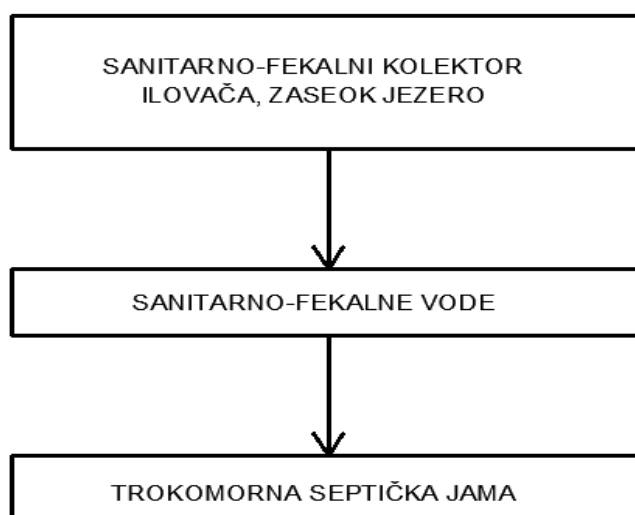 SANITARNO-FEKALNI KOLEKTOR
ILOVAČA, ZASEOK JEZERO
SANITARNO-FEKALNE VODE
TROKOMORNA SEPTIČKA JAMA